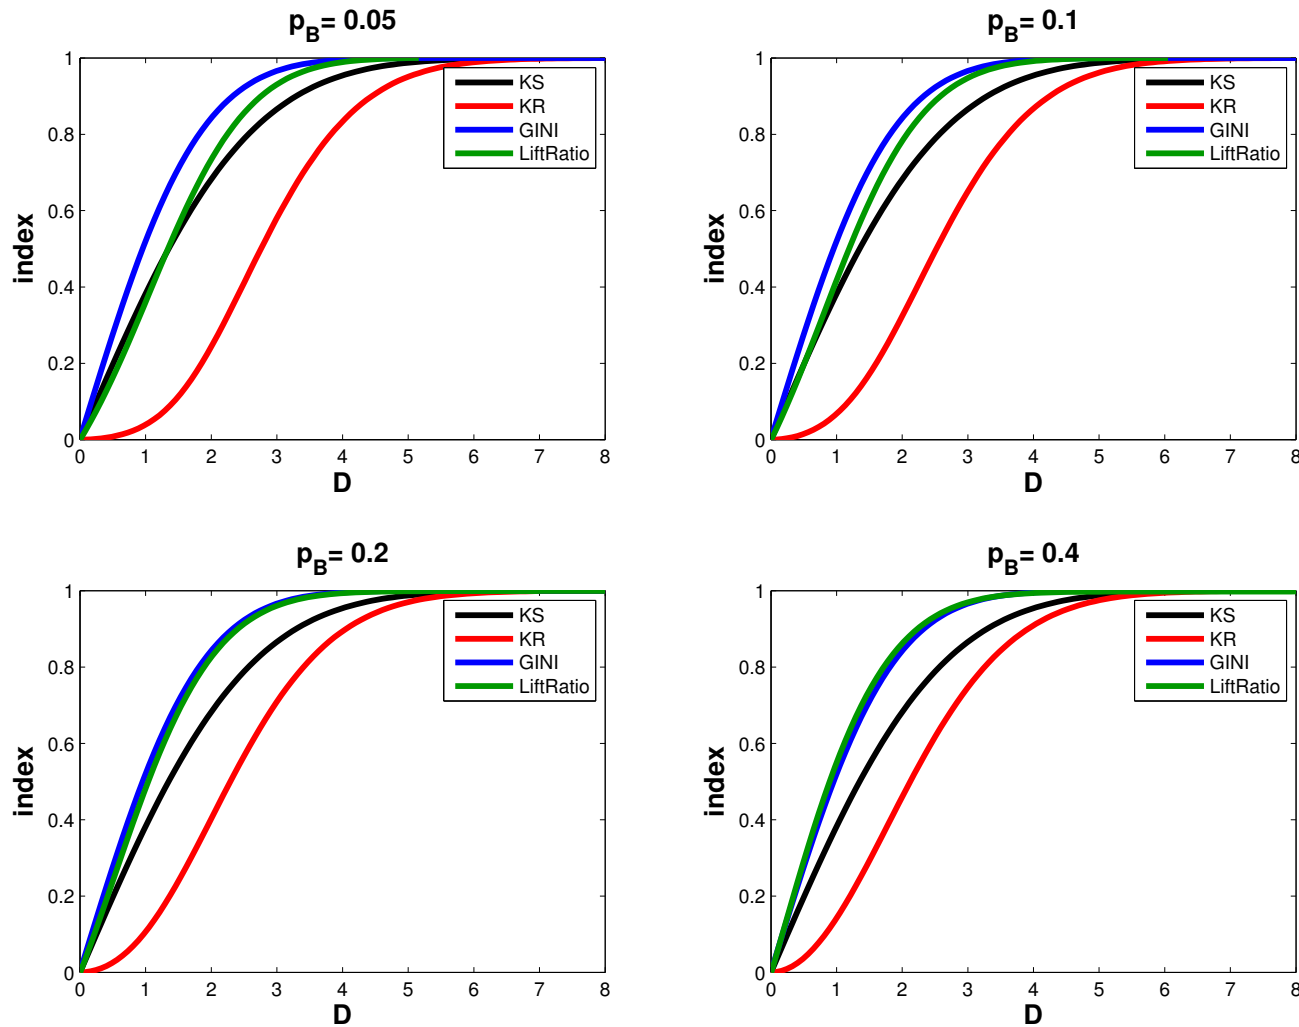 p_B= 0.05
1
0.8
0.6
0.4
0.2
0
index
0 1 2 3 4 5 6 7 8
D
KS
KR
GINI
LiftRatio
p_B= 0.1
1
0.8
0.6
0.4
0.2
0
index
0 1 2 3 4 5 6 7 8
D
KS
KR
GINI
LiftRatio
p_B= 0.2
1
0.8
0.6
0.4
0.2
0
index
0 1 2 3 4 5 6 7 8
D
KS
KR
GINI
LiftRatio
p_B= 0.4
1
0.8
0.6
0.4
0.2
0
index
0 1 2 3 4 5 6 7 8
D
KS
KR
GINI
LiftRatio